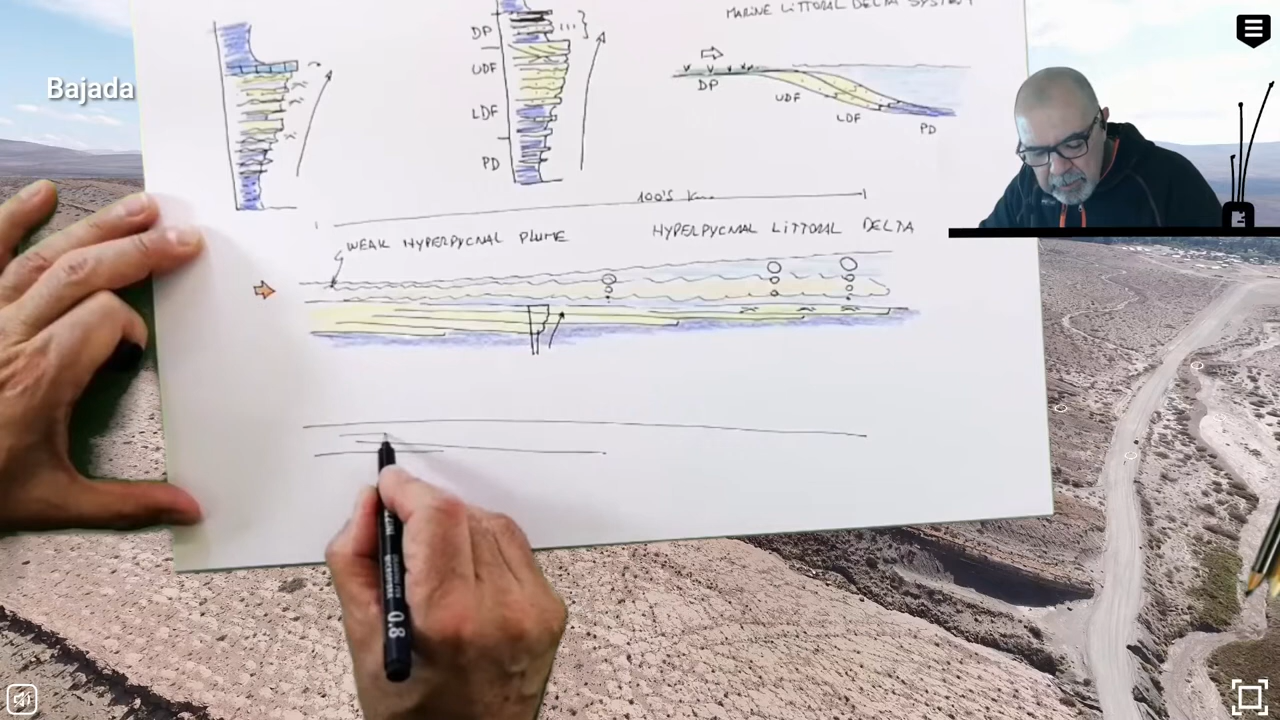 MARINE LITTORAL DELTA SYSTEM
DP
UDF
LDF
PD
DP
UDF
LDF
PD
Bajada
100's Km
WEAK HYPERPYCNAL PLUME
HYPERPYCNAL LITTORAL DELTA
0.8